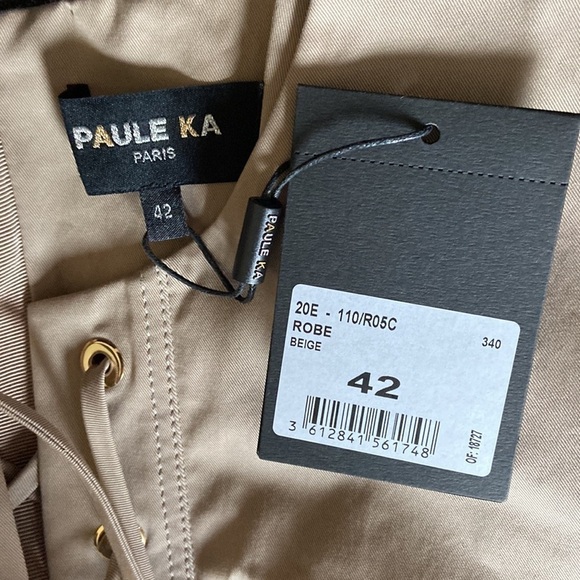 PAULE KA
PARIS
42
PAULE KA
20E - 110/R05C
ROBE
340
BEIGE
42
3 612841 561748
OF: 18727